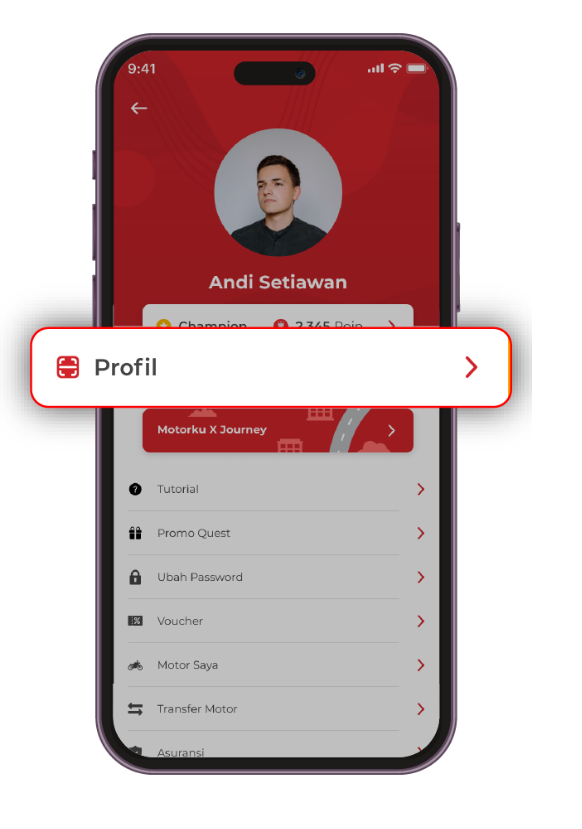 9:41
Andi Setiawan
Champion 2.345 Poin
Profil
Motorku X Journey
Tutorial
Promo Quest
Ubah Password
Voucher
Motor Saya
Transfer Motor
Asuransi